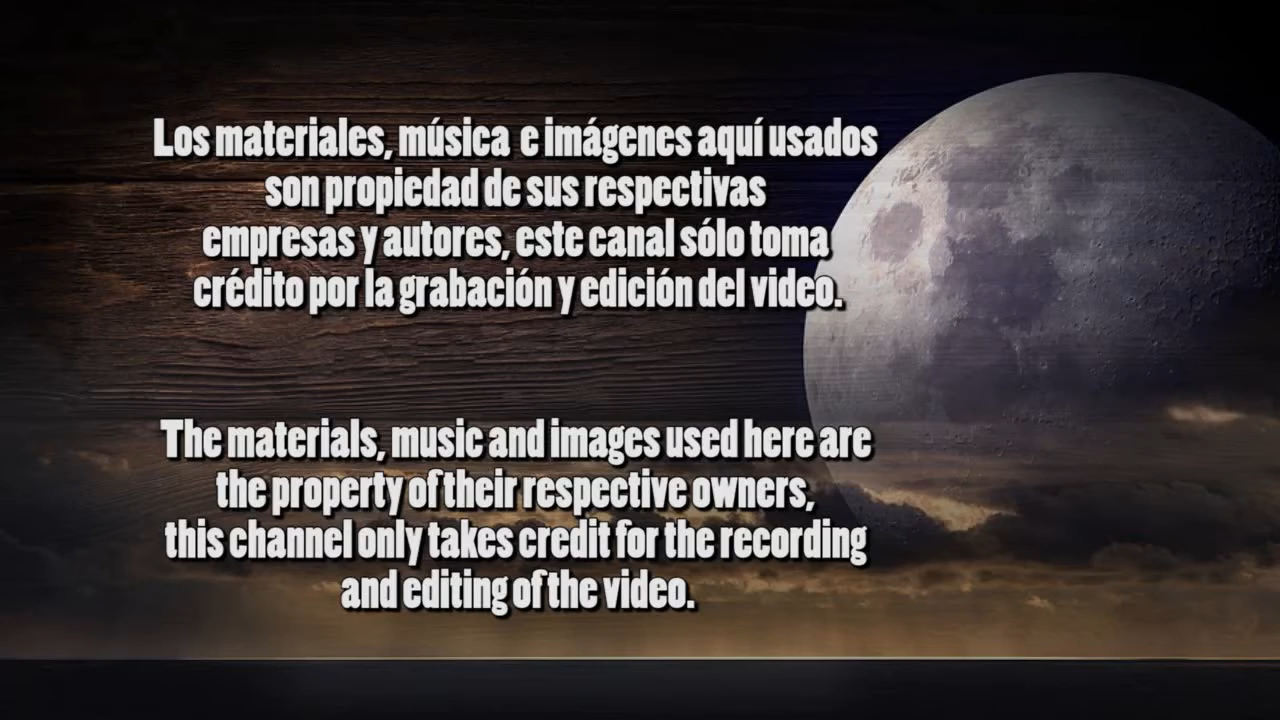 Los materiales, música e imágenes aquí usados
son propiedad de sus respectivas
empresas y autores, este canal sólo toma
crédito por la grabación y edición del video.
The materials, music and images used here are
the property of their respective owners,
this channel only takes credit for the recording
and editing of the video.